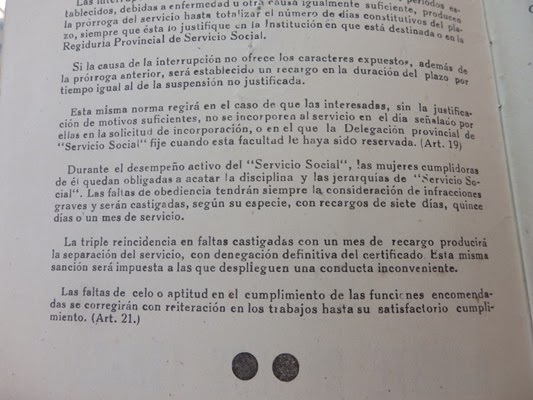 Las interrup
períodos es-
tablecidos, debidas a enfermedad u otra causa igualmente suficiente, producen
la prórroga del servicio hasta totalizar el número de días constitutivos del pla-
zo, siempre que ésto lo justifique en la Institución en que está destinada o en la
Regiduría Provincial de Servicio Social.
Si la causa de la interrupción no ofrece los caracteres expuestos, además de
la prórroga anterior, será establecido un recargo en la duración del plazo por
tiempo igual al de la suspensión no justificada.
Esta misma norma regirá en el caso de que las interesadas, sin la justifica-
ción de motivos suficientes, no se incorporen al servicio en el día señalado por
ellas en la solicitud de incorporación, o en el que la Delegación provincial de
"Servicio Social" fije cuando esta facultad le haya sido reservada. (Art. 19)
Durante el desempeño activo del "Servicio Social", las mujeres cumplidoras
de él quedan obligadas a acatar la disciplina y las jerarquías de "Servicio So-
cial". Las faltas de obediencia tendrán siempre la consideración de infracciones
graves y serán castigadas, según su especie, con recargos de siete días, quince
días o un mes de servicio.
La triple reincidencia en faltas castigadas con un mes de recargo producirá
la separación del servicio, con denegación definitiva del certificado. Esta misma
sanción será impuesta a las que desplieguen una conducta inconveniente.
Las faltas de celo o aptitud en el cumplimiento de las funciones encomenda-
das se corregirán con reiteración en los trabajos hasta su satisfactorio cumpli-
miento. (Art. 21.)